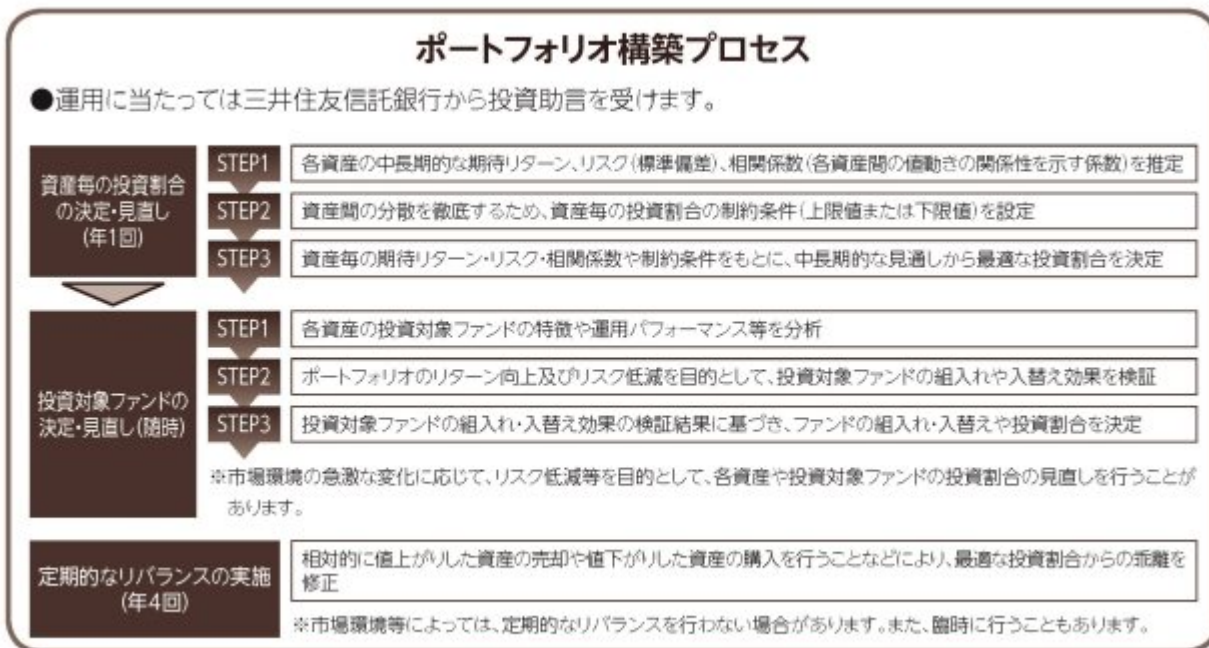 ポートフォリオ構築プロセス
●運用に当たっては三井住友信託銀行から投資助言を受けます。
資産毎の投資割合
の決定・見直し
(年1回)
STEP1
各資産の中長期的な期待リターン、リスク(標準偏差)、相関係数(各資産間の値動きの関係性を示す係数)を推定
STEP2
資産間の分散を徹底するため、資産毎の投資割合の制約条件(上限値または下限値)を設定
STEP3
資産毎の期待リターン・リスク・相関係数や制約条件をもとに、中長期的な見通しから最適な投資割合を決定
投資対象ファンドの
決定・見直し(随時)
STEP1
各資産の投資対象ファンドの特徴や運用パフォーマンス等を分析
STEP2
ポートフォリオのリターン向上及びリスク低減を目的として、投資対象ファンドの組入れや入替え効果を検証
STEP3
投資対象ファンドの組入れ・入替え効果の検証結果に基づき、ファンドの組入れ・入替えや投資割合を決定
※市場環境の急激な変化に応じて、リスク低減等を目的として、各資産や投資対象ファンドの投資割合の見直しを行うことが
あります。
定期的なリバランスの実施
(年4回)
相対的に値上がりした資産の売却や値下がりした資産の購入を行うことなどにより、最適な投資割合からの乖離を
修正
※市場環境等によっては、定期的なリバランスを行わない場合があります。また、臨時に行うこともあります。